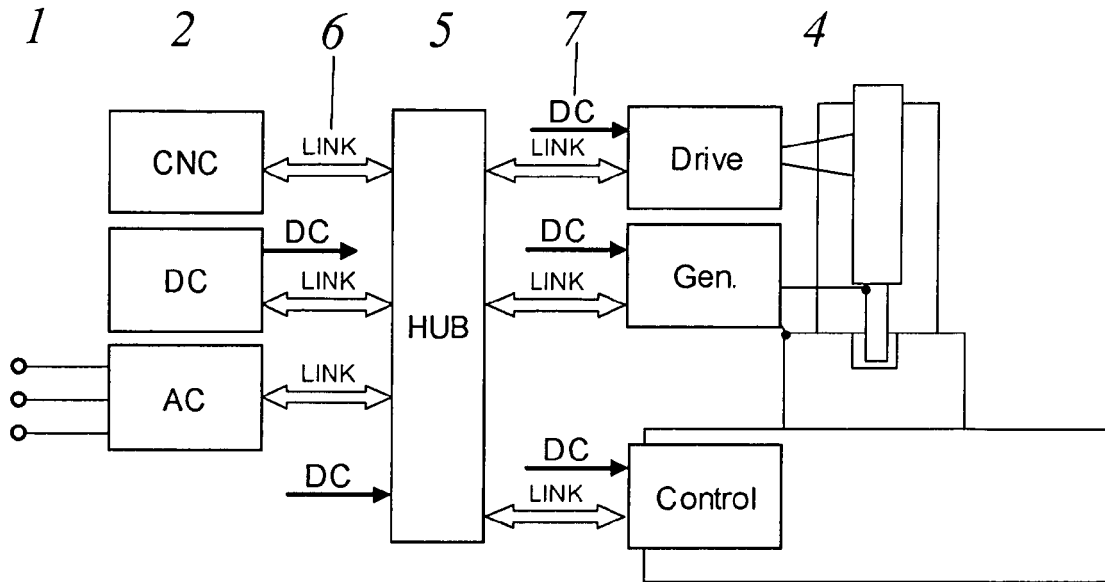 1 2 6 5 7 4
DC
CNC LINK LINK Drive
DC DC
DC LINK HUB LINK Gen.
AC LINK
DC DC
LINK Control